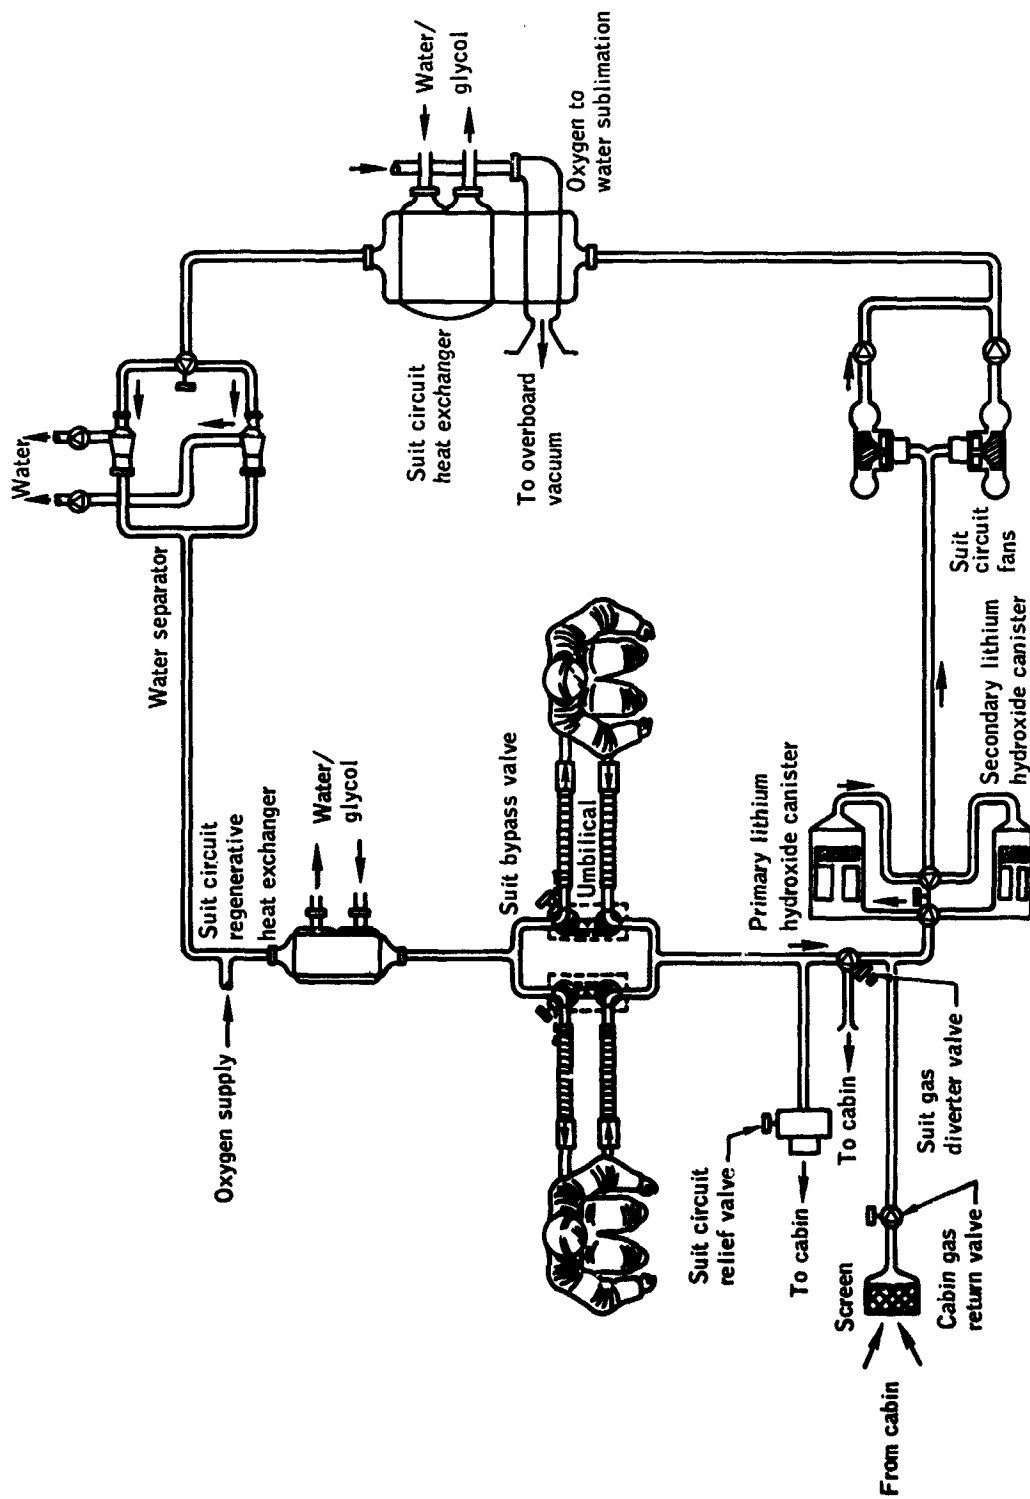 Water
Water separator
Suit circuit
regenerative
heat exchanger
Oxygen supply
Water/
glycol
Suit circuit
heat exchanger
To overboard
vacuum
Water/
glycol
Oxygen to
water sublimation
Suit bypass valve
Umbilical
Suit circuit
relief valve
To cabin
Primary lithium
hydroxide canister
To cabin
Screen
From cabin
Cabin gas
return valve
Suit gas
diverter valve
Secondary lithium
hydroxide canister
Suit
circuit
fans